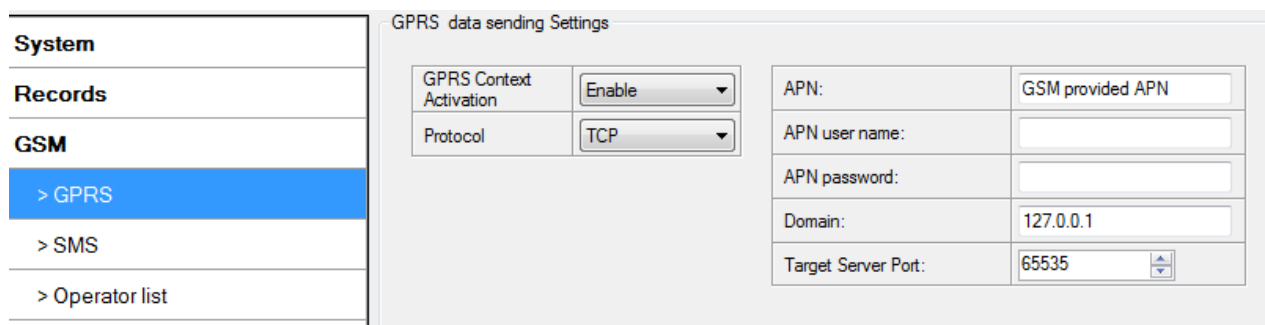 System
Records
GSM
> GPRS
> SMS
> Operator list
GPRS data sending Settings
GPRS Context
Activation
Enable
Protocol
TCP
APN:
GSM provided APN
APN user name:
APN password:
Domain:
127.0.0.1
Target Server Port:
65535